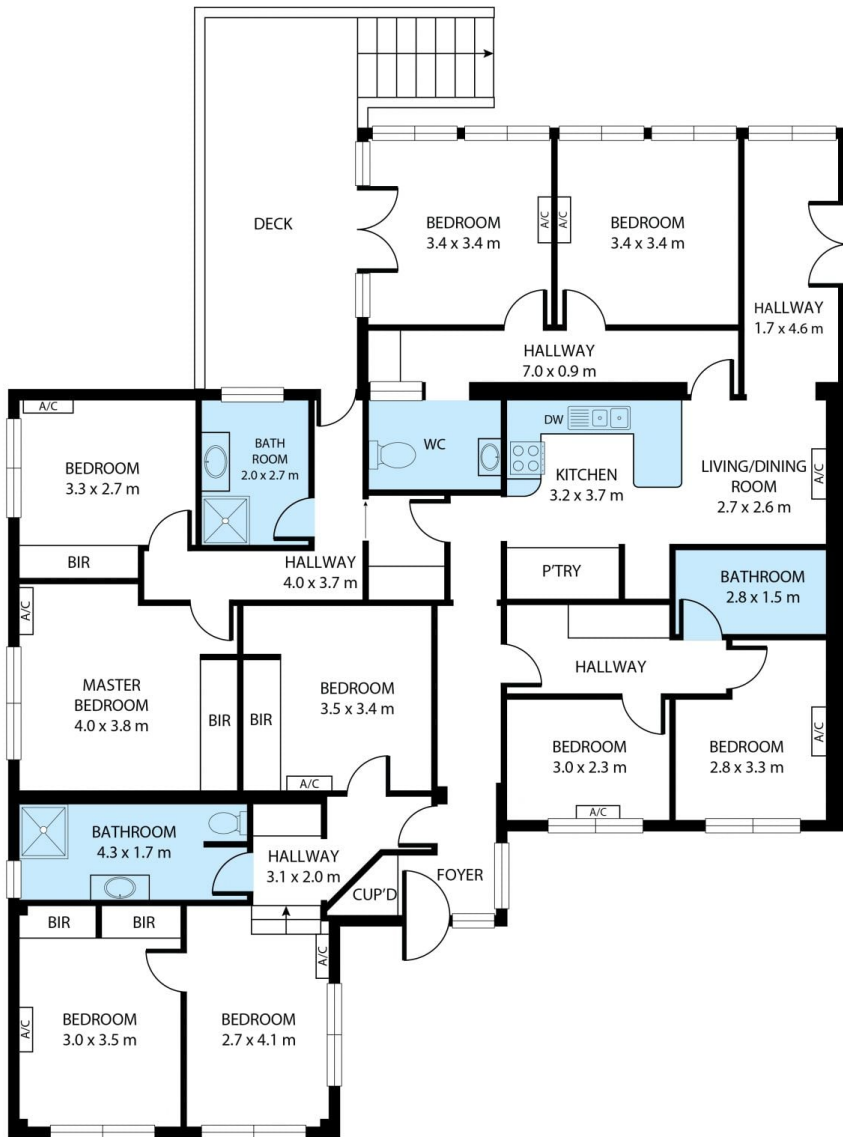 DECK
BEDROOM
3.4 x 3.4 m
A/C
A/C
BEDROOM
3.4 x 3.4 m
HALLWAY
1.7 x 4.6 m
HALLWAY
7.0 x 0.9 m
A/C
BEDROOM
3.3 x 2.7 m
BIR
BATH
ROOM
2.0 x 2.7 m
WC
DW
KITCHEN
3.2 x 3.7 m
P'TRY
LIVING/DINING
ROOM
2.7 x 2.6 m
A/C
HALLWAY
4.0 x 3.7 m
BATHROOM
2.8 x 1.5 m
A/C
MASTER
BEDROOM
4.0 x 3.8 m
BIR
BIR
BEDROOM
3.5 x 3.4 m
A/C
HALLWAY
BEDROOM
3.0 x 2.3 m
A/C
BEDROOM
2.8 x 3.3 m
A/C
BATHROOM
4.3 x 1.7 m
HALLWAY
3.1 x 2.0 m
CUP'D
FOYER
BIR
BIR
A/C
BEDROOM
3.0 x 3.5 m
A/C
BEDROOM
2.7 x 4.1 m